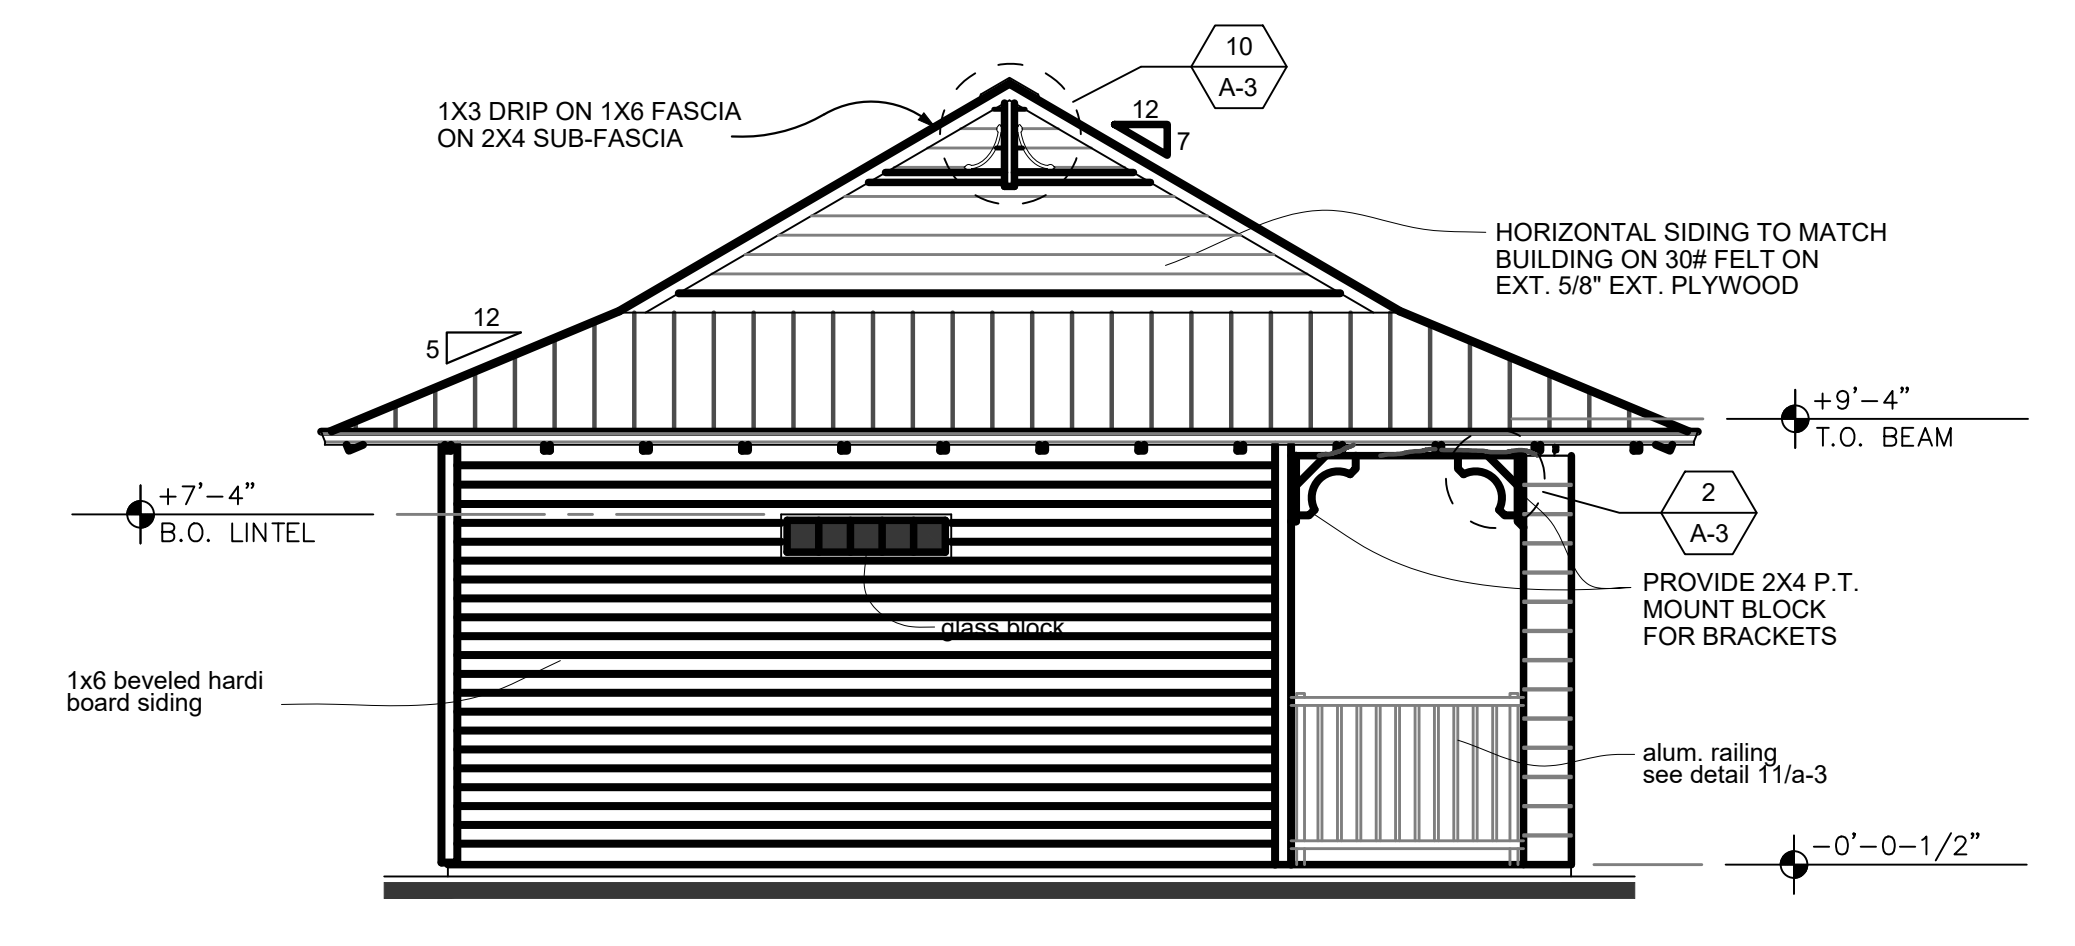 10
A-3
1X3 DRIP ON 1X6 FASCIA
ON 2X4 SUB-FASCIA
12
7
HORIZONTAL SIDING TO MATCH
BUILDING ON 30# FELT ON
EXT. 5/8" EXT. PLYWOOD
12
5
+9'-4"
T.O. BEAM
+7'-4"
B.O. LINTEL
2
A-3
PROVIDE 2X4 P.T.
MOUNT BLOCK
FOR BRACKETS
glass block
1x6 beveled hardi
board siding
alum. railing
see detail 11/a-3
-0'-0-1/2"